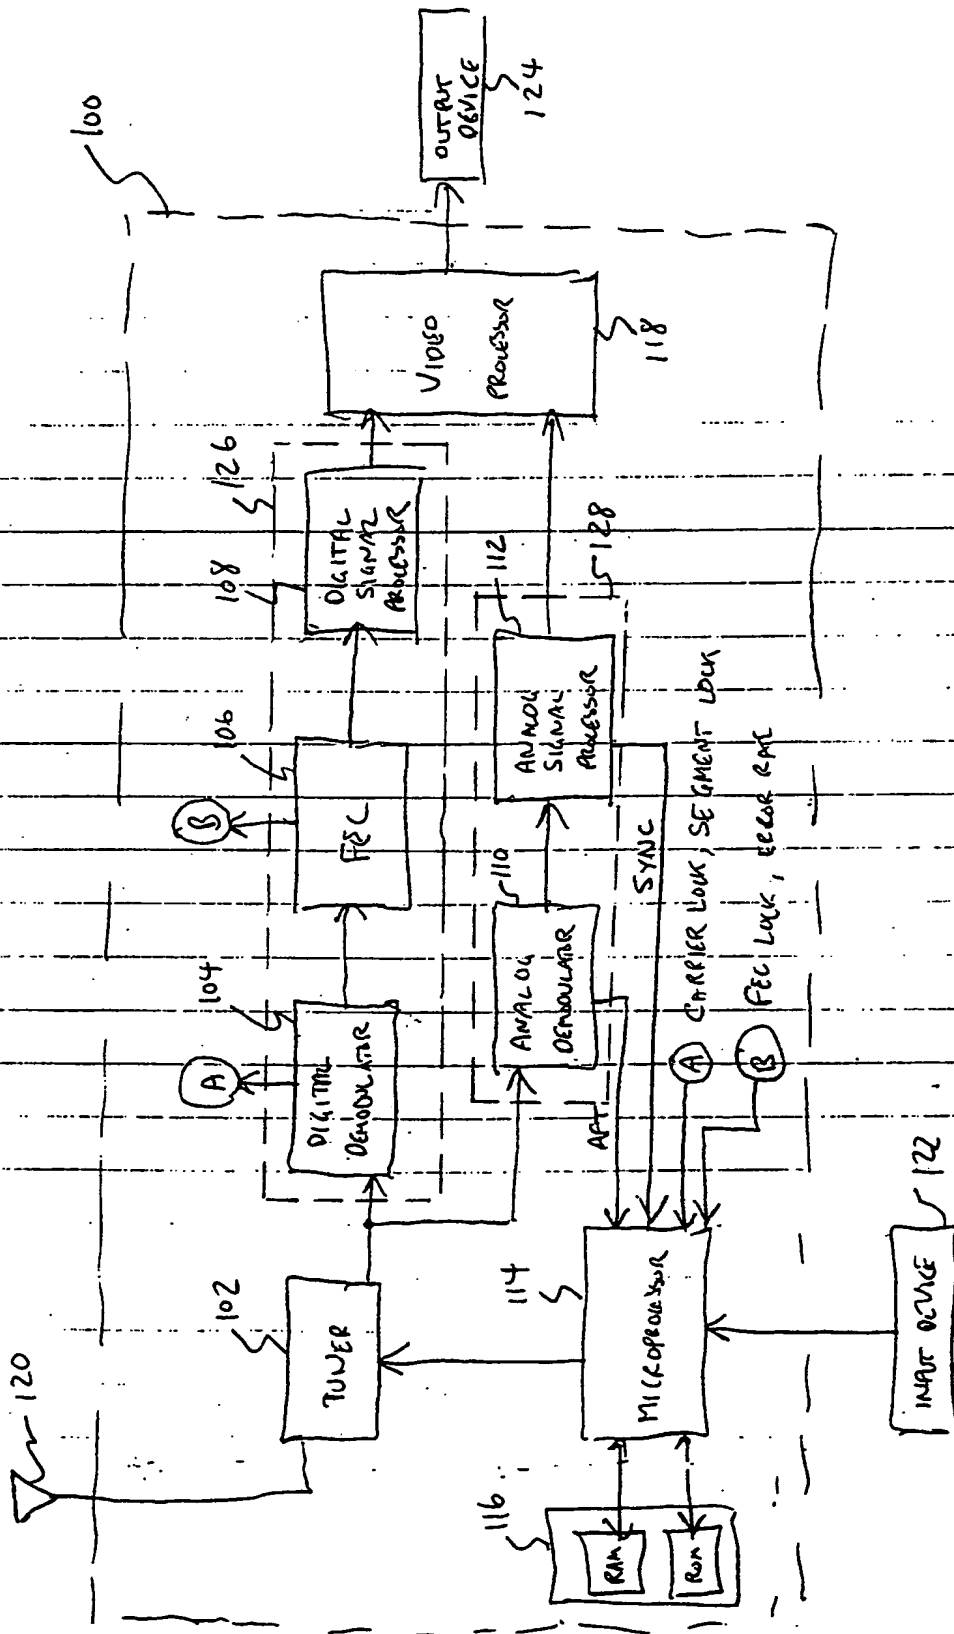 100
120
102
TUNER
A
104
DIGITAL
DEMODULATOR
B
106
FEC
108
126
DIGITAL
SIGNAL
PROCESSOR
VIDEO
PROCESSOR
118
OUTPUT
DEVICE
124
110
ANALOG
DEMODULATOR
112
128
ANALOG
SIGNAL
PROCESSOR
AFT
SYNC
A CARRIER LOCK, SEGMENT LOCK
B FEC LOCK, ERROR RATE
114
MICROPROCESSOR
116
RAM
ROM
INPUT DEVICE
122